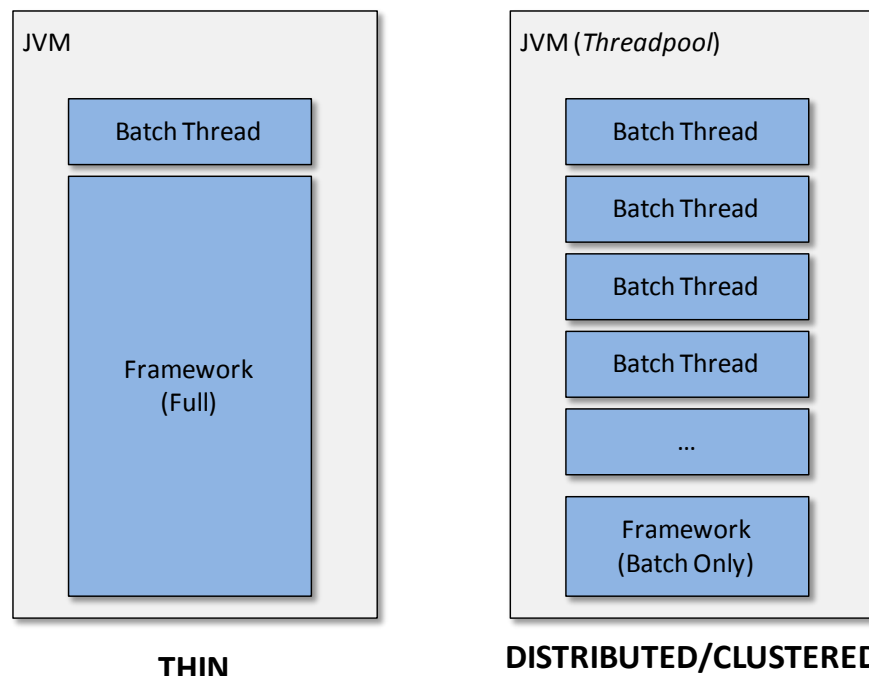 JVM
Batch Thread
Framework
(Full)
THIN
JVM (Threadpool)
Batch Thread
Batch Thread
Batch Thread
Batch Thread
...
Framework
(Batch Only)
DISTRIBUTED/CLUSTERED